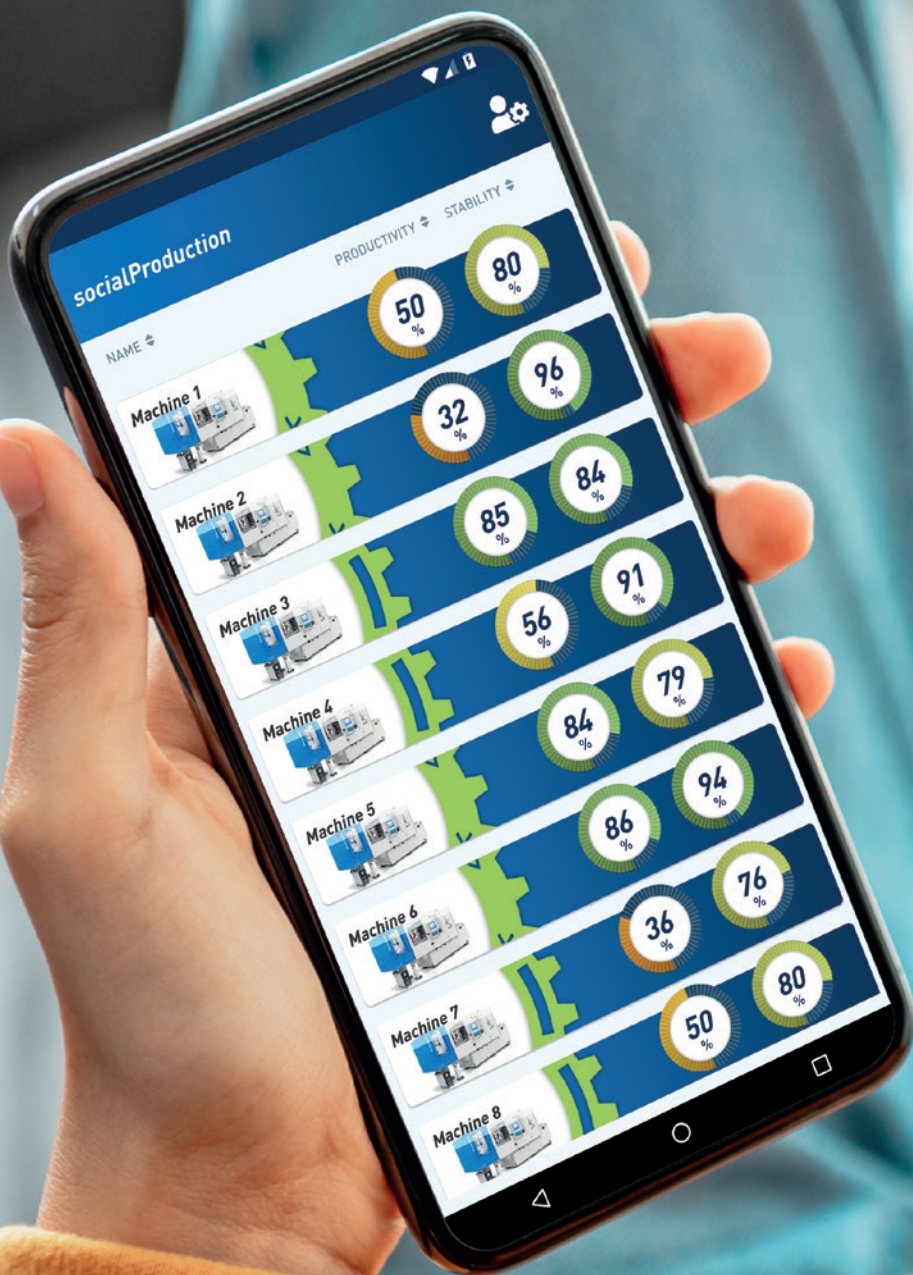 socialProduction
NAME PRODUCTIVITY STABILITY
Machine 1 50 % 80 %
Machine 2 32 % 96 %
Machine 3 85 % 84 %
Machine 4 56 % 91 %
Machine 5 84 % 79 %
Machine 6 86 % 94 %
Machine 7 36 % 76 %
Machine 8 50 % 80 %